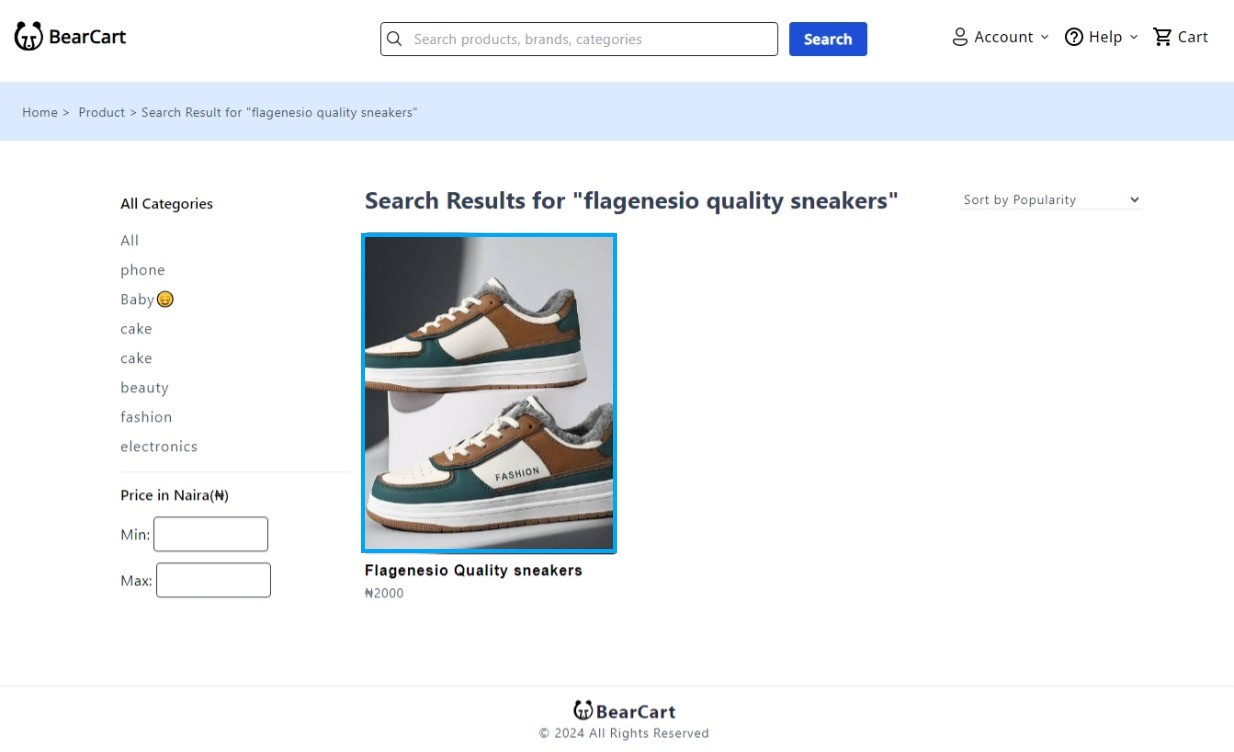 BearCart
Search products, brands, categories
Search
Account
Help
Cart
Home > Product > Search Result for "flagenesio quality sneakers"
All Categories
All
phone
Baby😔
cake
cake
beauty
fashion
electronics
Price in Naira(₦)
Min:
Max:
Search Results for "flagenesio quality sneakers"
Sort by Popularity
FASHION
Flagenesio Quality sneakers
₦2000
BearCart
© 2024 All Rights Reserved